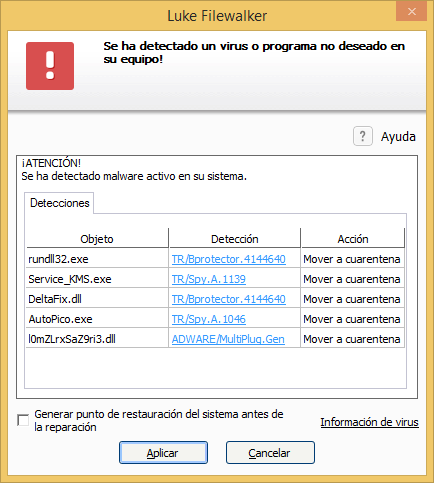 Luke Filewalker
Se ha detectado un virus o programa no deseado en
su equipo!
? Ayuda
¡ATENCIÓN!
Se ha detectado malware activo en su sistema.
Detecciones
Objeto Detección Acción
rundll32.exe TR/Bprotector.4144640 Mover a cuarentena
Service_KMS.exe TR/Spy.A.1139 Mover a cuarentena
DeltaFix.dll TR/Bprotector.4144640 Mover a cuarentena
AutoPico.exe TR/Spy.A.1046 Mover a cuarentena
l0mZLrxSaZ9ri3.dll ADWARE/MultiPlug.Gen Mover a cuarentena
Generar punto de restauración del sistema antes de
la reparación
Información de virus
Aplicar Cancelar